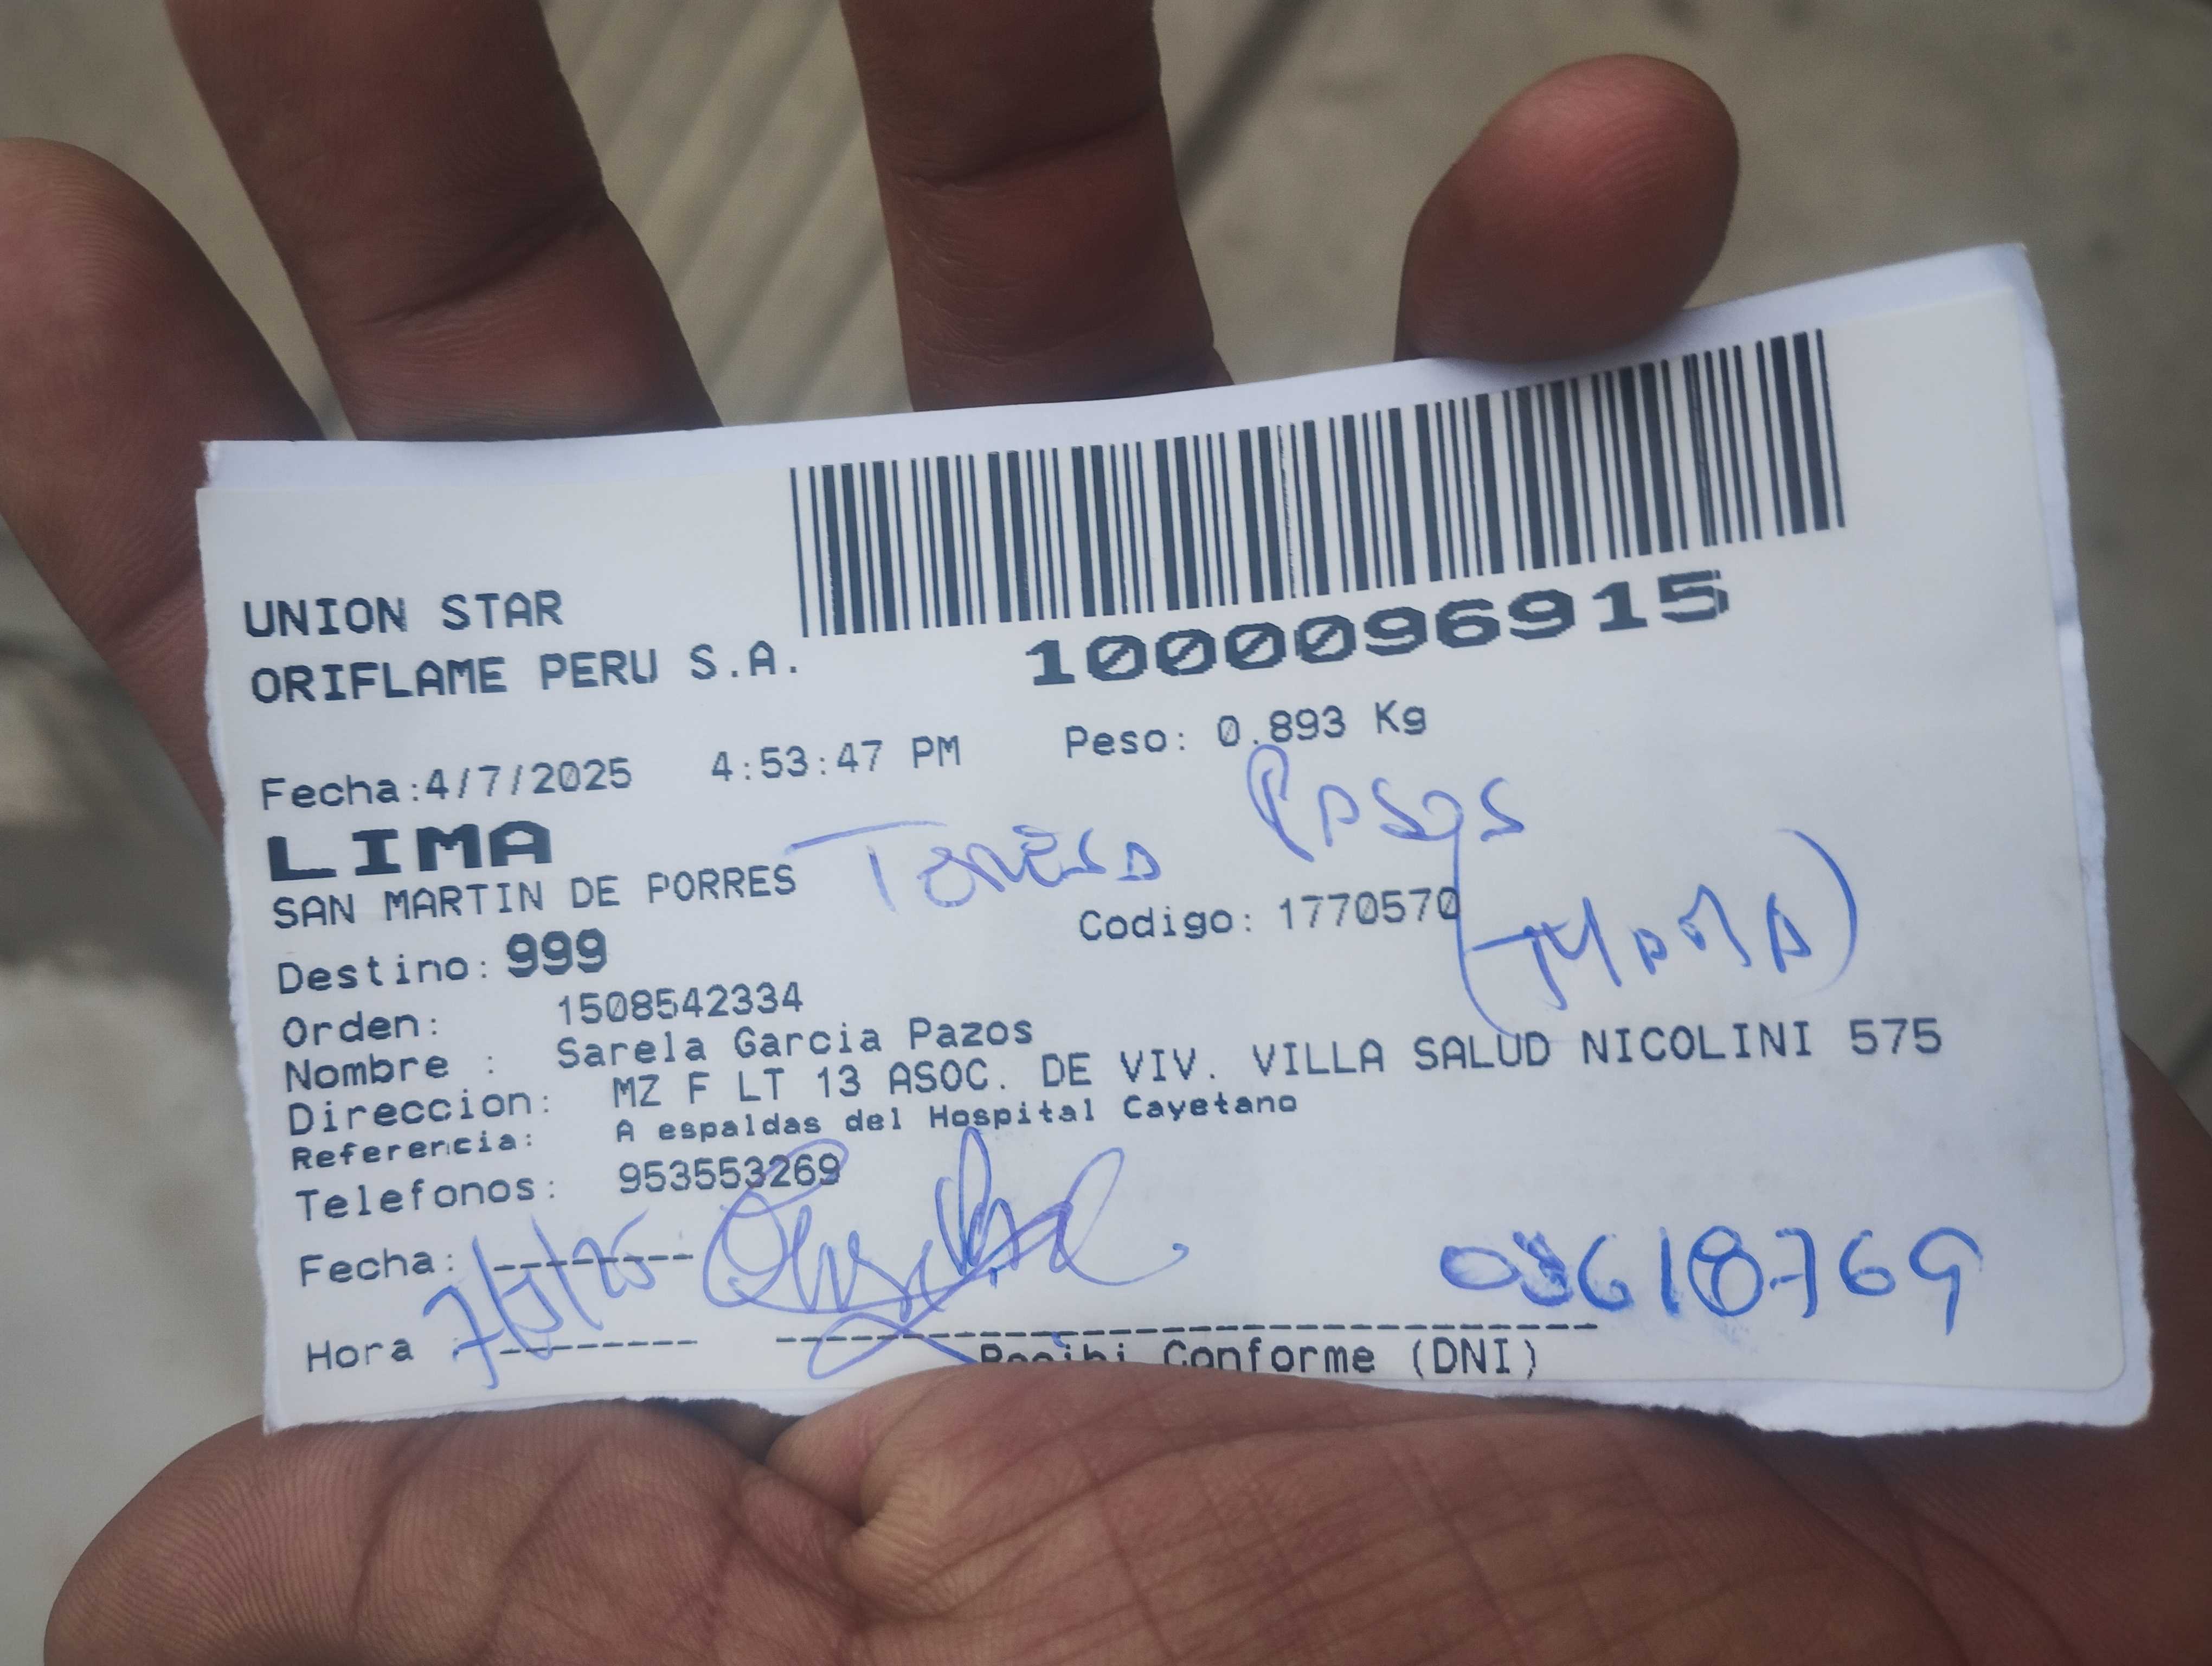 UNION STAR
ORIFLAME PERU S.A.
1000096915
Fecha:4/7/2025 4:53:47 PM Peso: 0.893 Kg
LIMA
SAN MARTIN DE PORRES
Codigo: 1770570
Destino: 999
Orden: 1508542334
Nombre : Sarela Garcia Pazos
Direccion: MZ F LT 13 ASOC. DE VIV. VILLA SALUD NICOLINI 575
Referencia: A espaldas del Hospital Cayetano
Telefonos: 953553269
Fecha:
Hora :
Recibi Conforme (DNI)